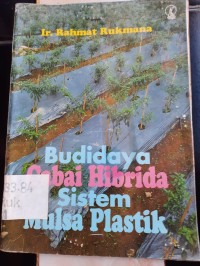 Ir. Rahmat Rukmana
Budidaya
Cabai Hibrida
Sistem
Mulsa Plastik